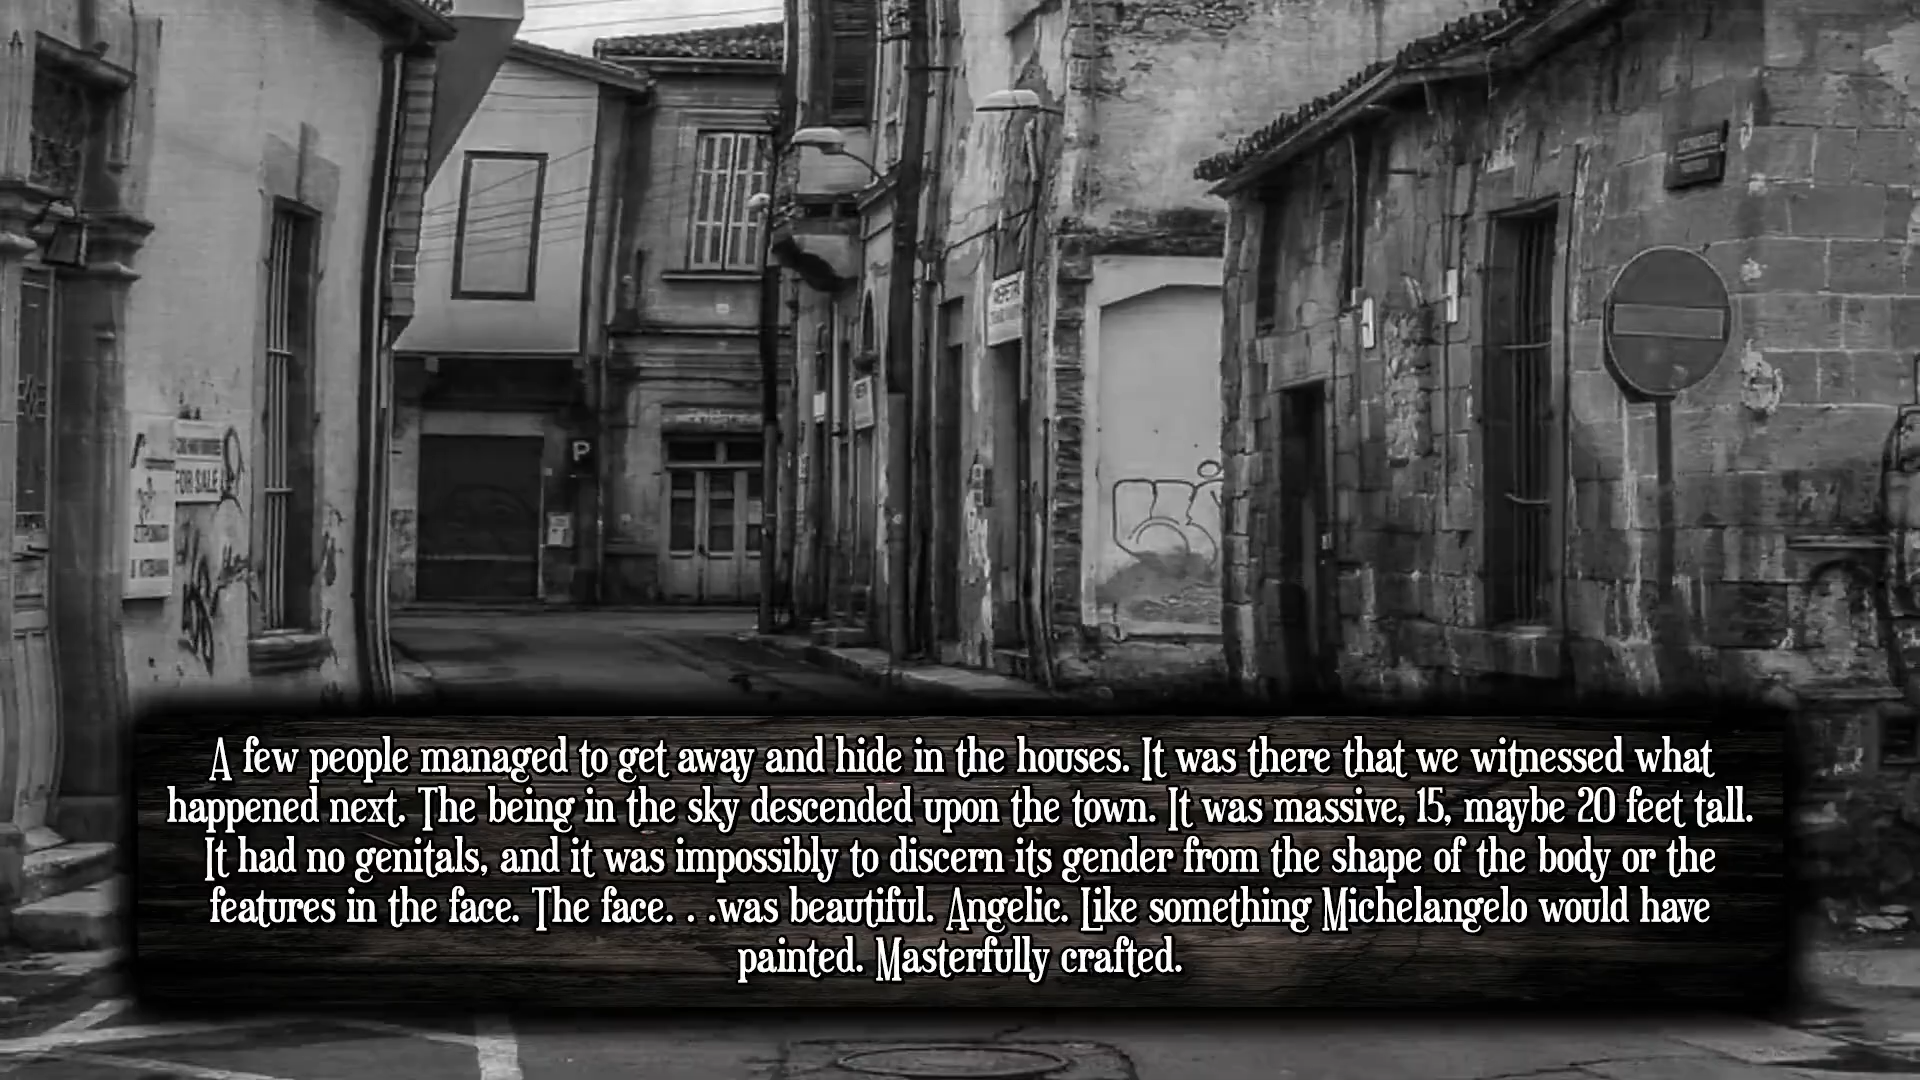 FOR SALE
P
A few people managed to get away and hide in the houses. It was there that we witnessed what
happened next. The being in the sky descended upon the town. It was massive, 15, maybe 20 feet tall.
It had no genitals, and it was impossibly to discern its gender from the shape of the body or the
features in the face. The face. . .was beautiful. Angelic. Like something Michelangelo would have
painted. Masterfully crafted.